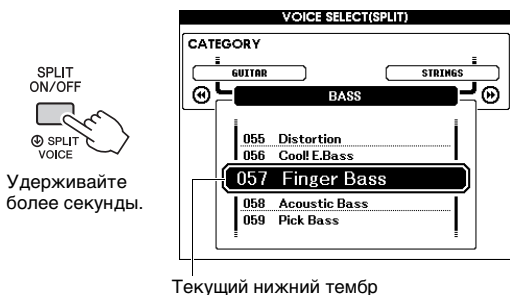 VOICE SELECT(SPLIT)
CATEGORY
GUITAR
STRINGS
BASS
055 Distortion
056 Cool! E.Bass
057 Finger Bass
058 Acoustic Bass
059 Pick Bass
SPLIT
ON/OFF
SPLIT
VOICE
Удерживайте
более секунды.
Текущий нижний тембр